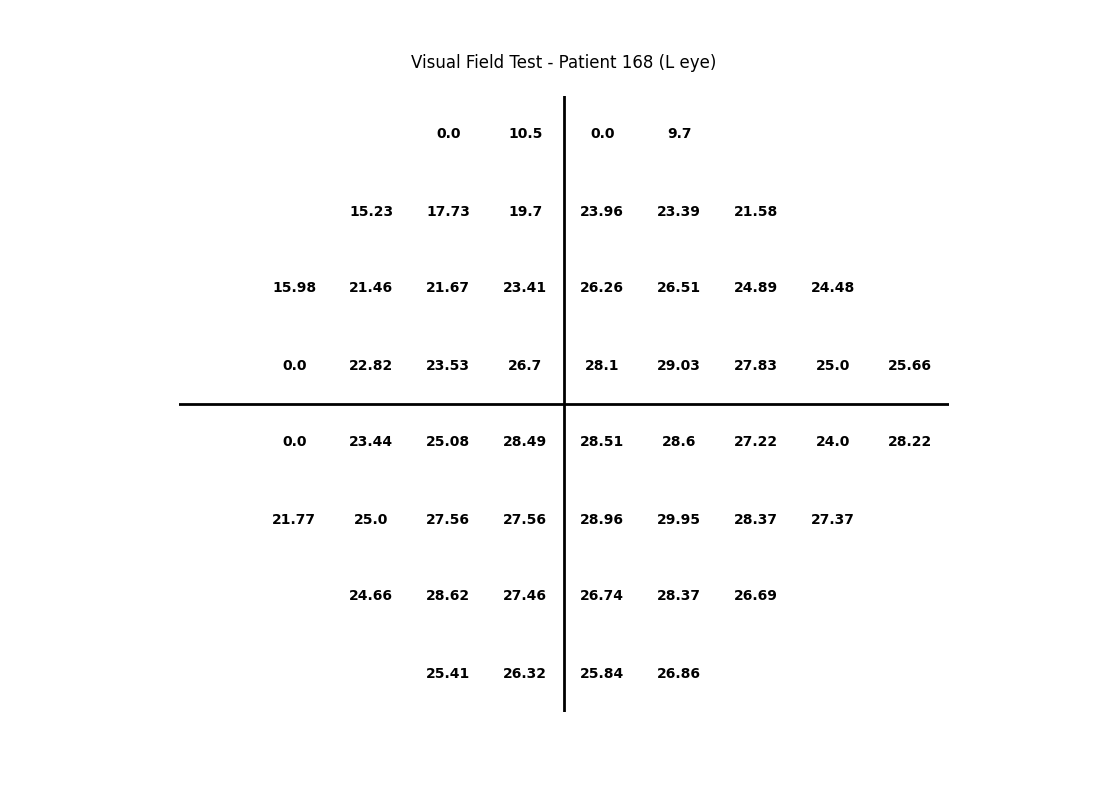 Visual Field Test - Patient 168 (L eye)
0.0 10.5 0.0 9.7
15.23 17.73 19.7 23.96 23.39 21.58
15.98 21.46 21.67 23.41 26.26 26.51 24.89 24.48
0.0 22.82 23.53 26.7 28.1 29.03 27.83 25.0 25.66
0.0 23.44 25.08 28.49 28.51 28.6 27.22 24.0 28.22
21.77 25.0 27.56 27.56 28.96 29.95 28.37 27.37
24.66 28.62 27.46 26.74 28.37 26.69
25.41 26.32 25.84 26.86